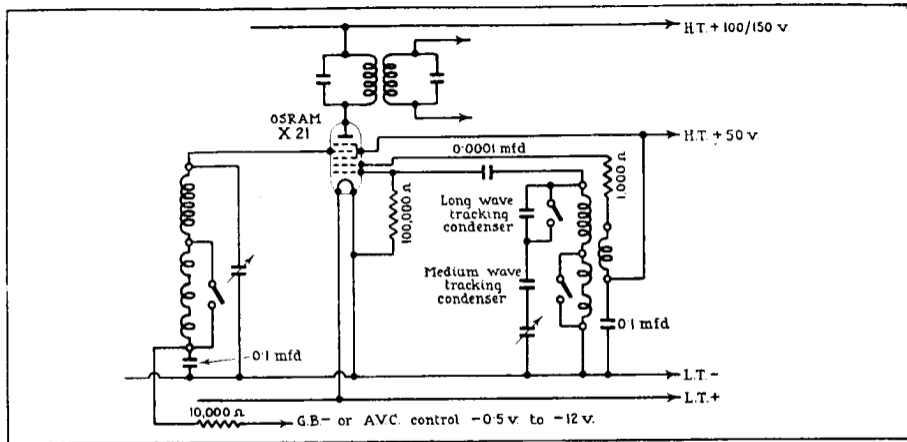 H.T. + 100/150 v.
OSRAM
X 21
H.T. + 50 v.
0·0001 mfd
1,000 Ω
100,000 Ω
Long wave
tracking
condenser
Medium wave
tracking
condenser
0·1 mfd
0·1 mfd
L.T.-
L.T.+
10,000 Ω
G.B.- or A.V.C. control -0·5 v. to -12 v.